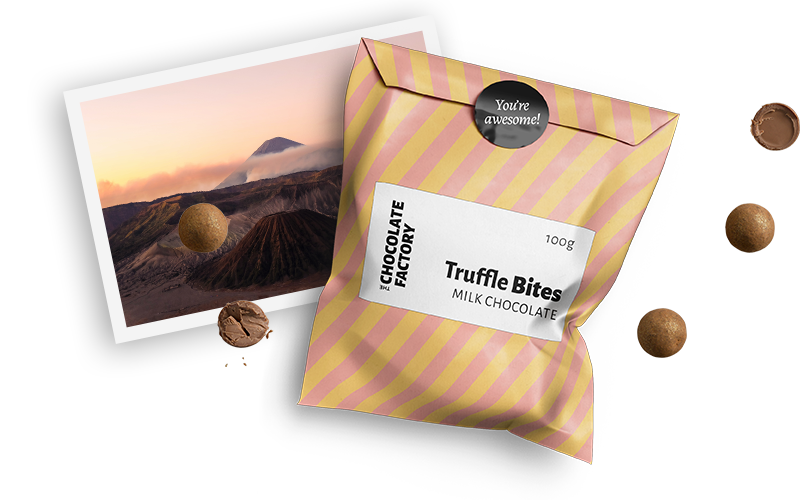 You're
awesome!
100g
THE CHOCOLATE
FACTORY
Truffle Bites
MILK CHOCOLATE